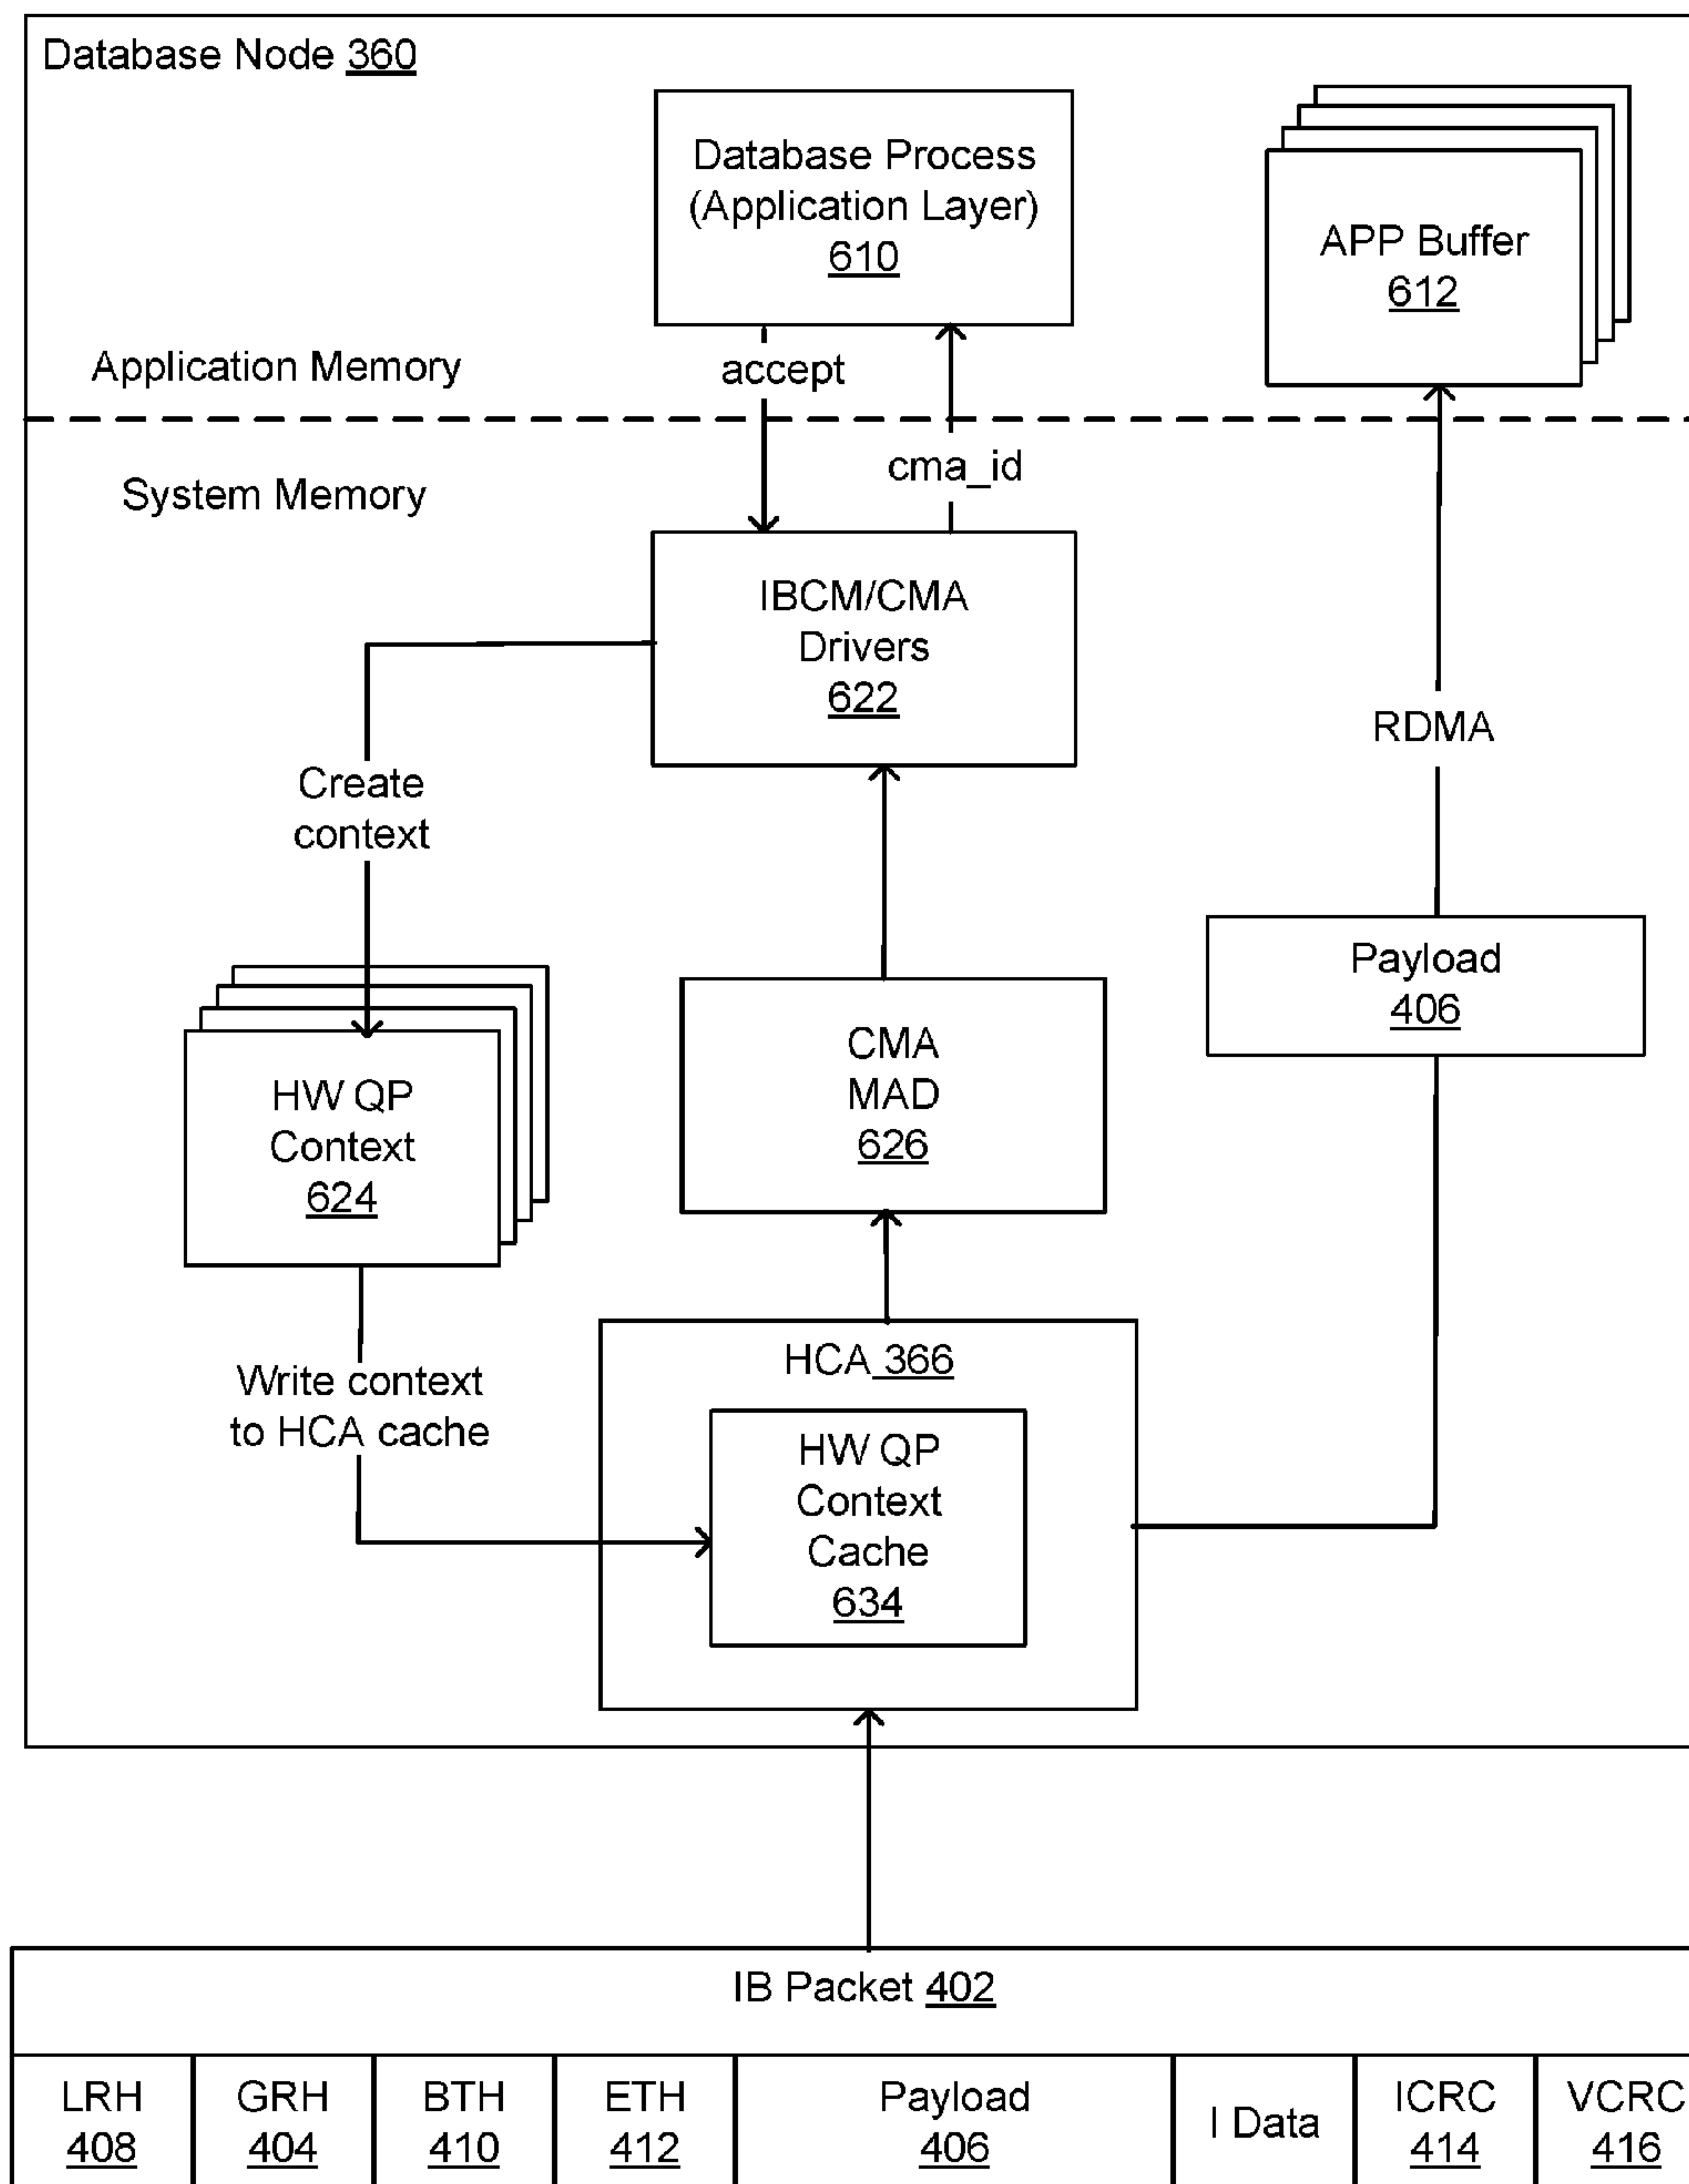 Database Node 360
Database Process
(Application Layer)
610
APP Buffer
612
Application Memory
accept
cma_id
System Memory
IBCM/CMA
Drivers
622
RDMA
Create
context
Payload
406
HW QP
Context
624
CMA
MAD
626
HCA 366
Write context
to HCA cache
HW QP
Context
Cache
634
IB Packet 402
LRH
408
GRH
404
BTH
410
ETH
412
Payload
406
I Data
ICRC
414
VCRC
416